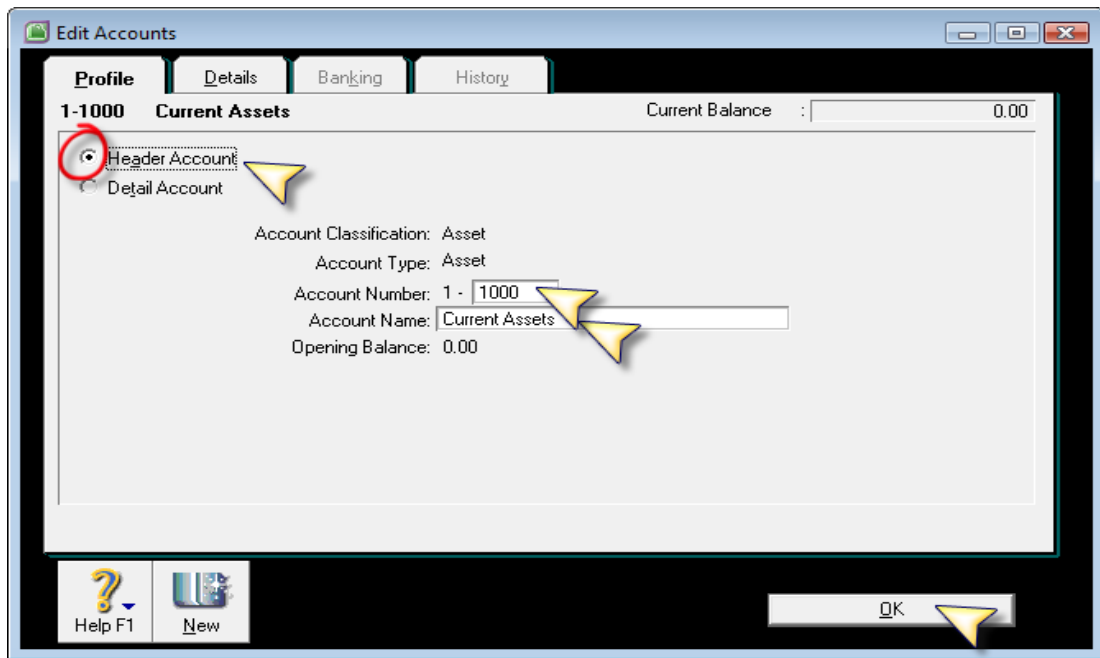 Edit Accounts
Profile Details Banking History
1-1000 Current Assets Current Balance : 0.00
Header Account
Detail Account
Account Classification: Asset
Account Type: Asset
Account Number: 1 - 1000
Account Name: Current Assets
Opening Balance: 0.00
Help F1 New OK